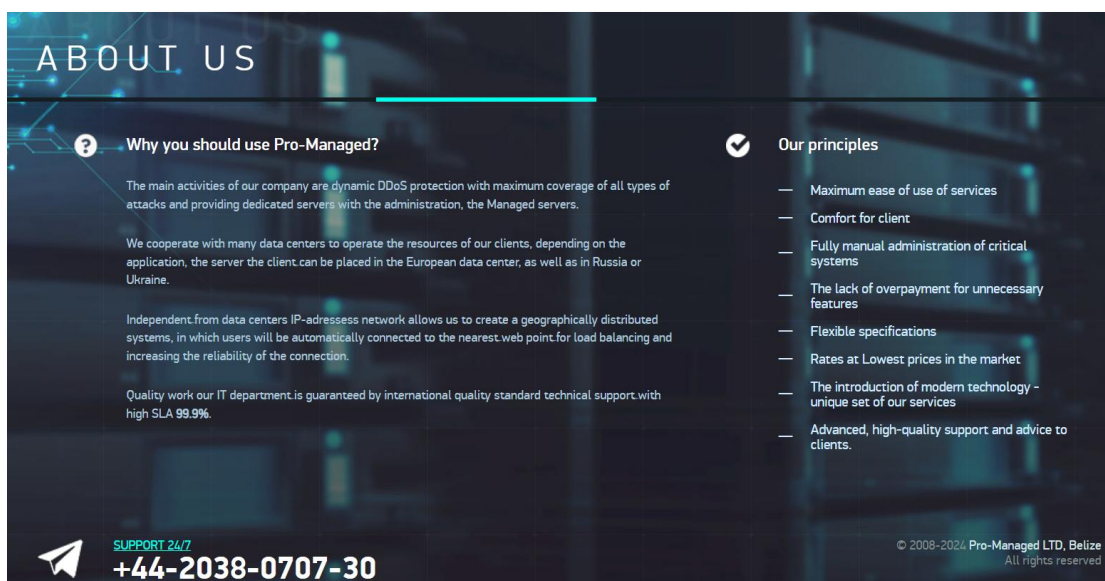 ABOUT US
Why you should use Pro-Managed?
The main activities of our company are dynamic DDoS protection with maximum coverage of all types of
attacks and providing dedicated servers with the administration, the Managed servers.
We cooperate with many data centers to operate the resources of our clients, depending on the
application, the server the client can be placed in the European data center, as well as in Russia or
Ukraine.
Independent from data centers IP-adressess network allows us to create a geographically distributed
systems, in which users will be automatically connected to the nearest web point for load balancing and
increasing the reliability of the connection.
Quality work our IT department is guaranteed by international quality standard technical support with
high SLA 99.9%.
Our principles
— Maximum ease of use of services
— Comfort for client
— Fully manual administration of critical
systems
— The lack of overpayment for unnecessary
features
— Flexible specifications
— Rates at Lowest prices in the market
— The introduction of modern technology -
unique set of our services
— Advanced, high-quality support and advice to
clients.
SUPPORT 24/7
+44-2038-0707-30
© 2008-2024 Pro-Managed LTD, Belize
All rights reserved